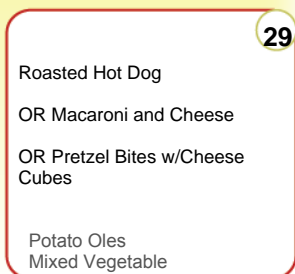 29
Roasted Hot Dog
OR Macaroni and Cheese
OR Pretzel Bites w/Cheese
Cubes
Potato Oles
Mixed Vegetable